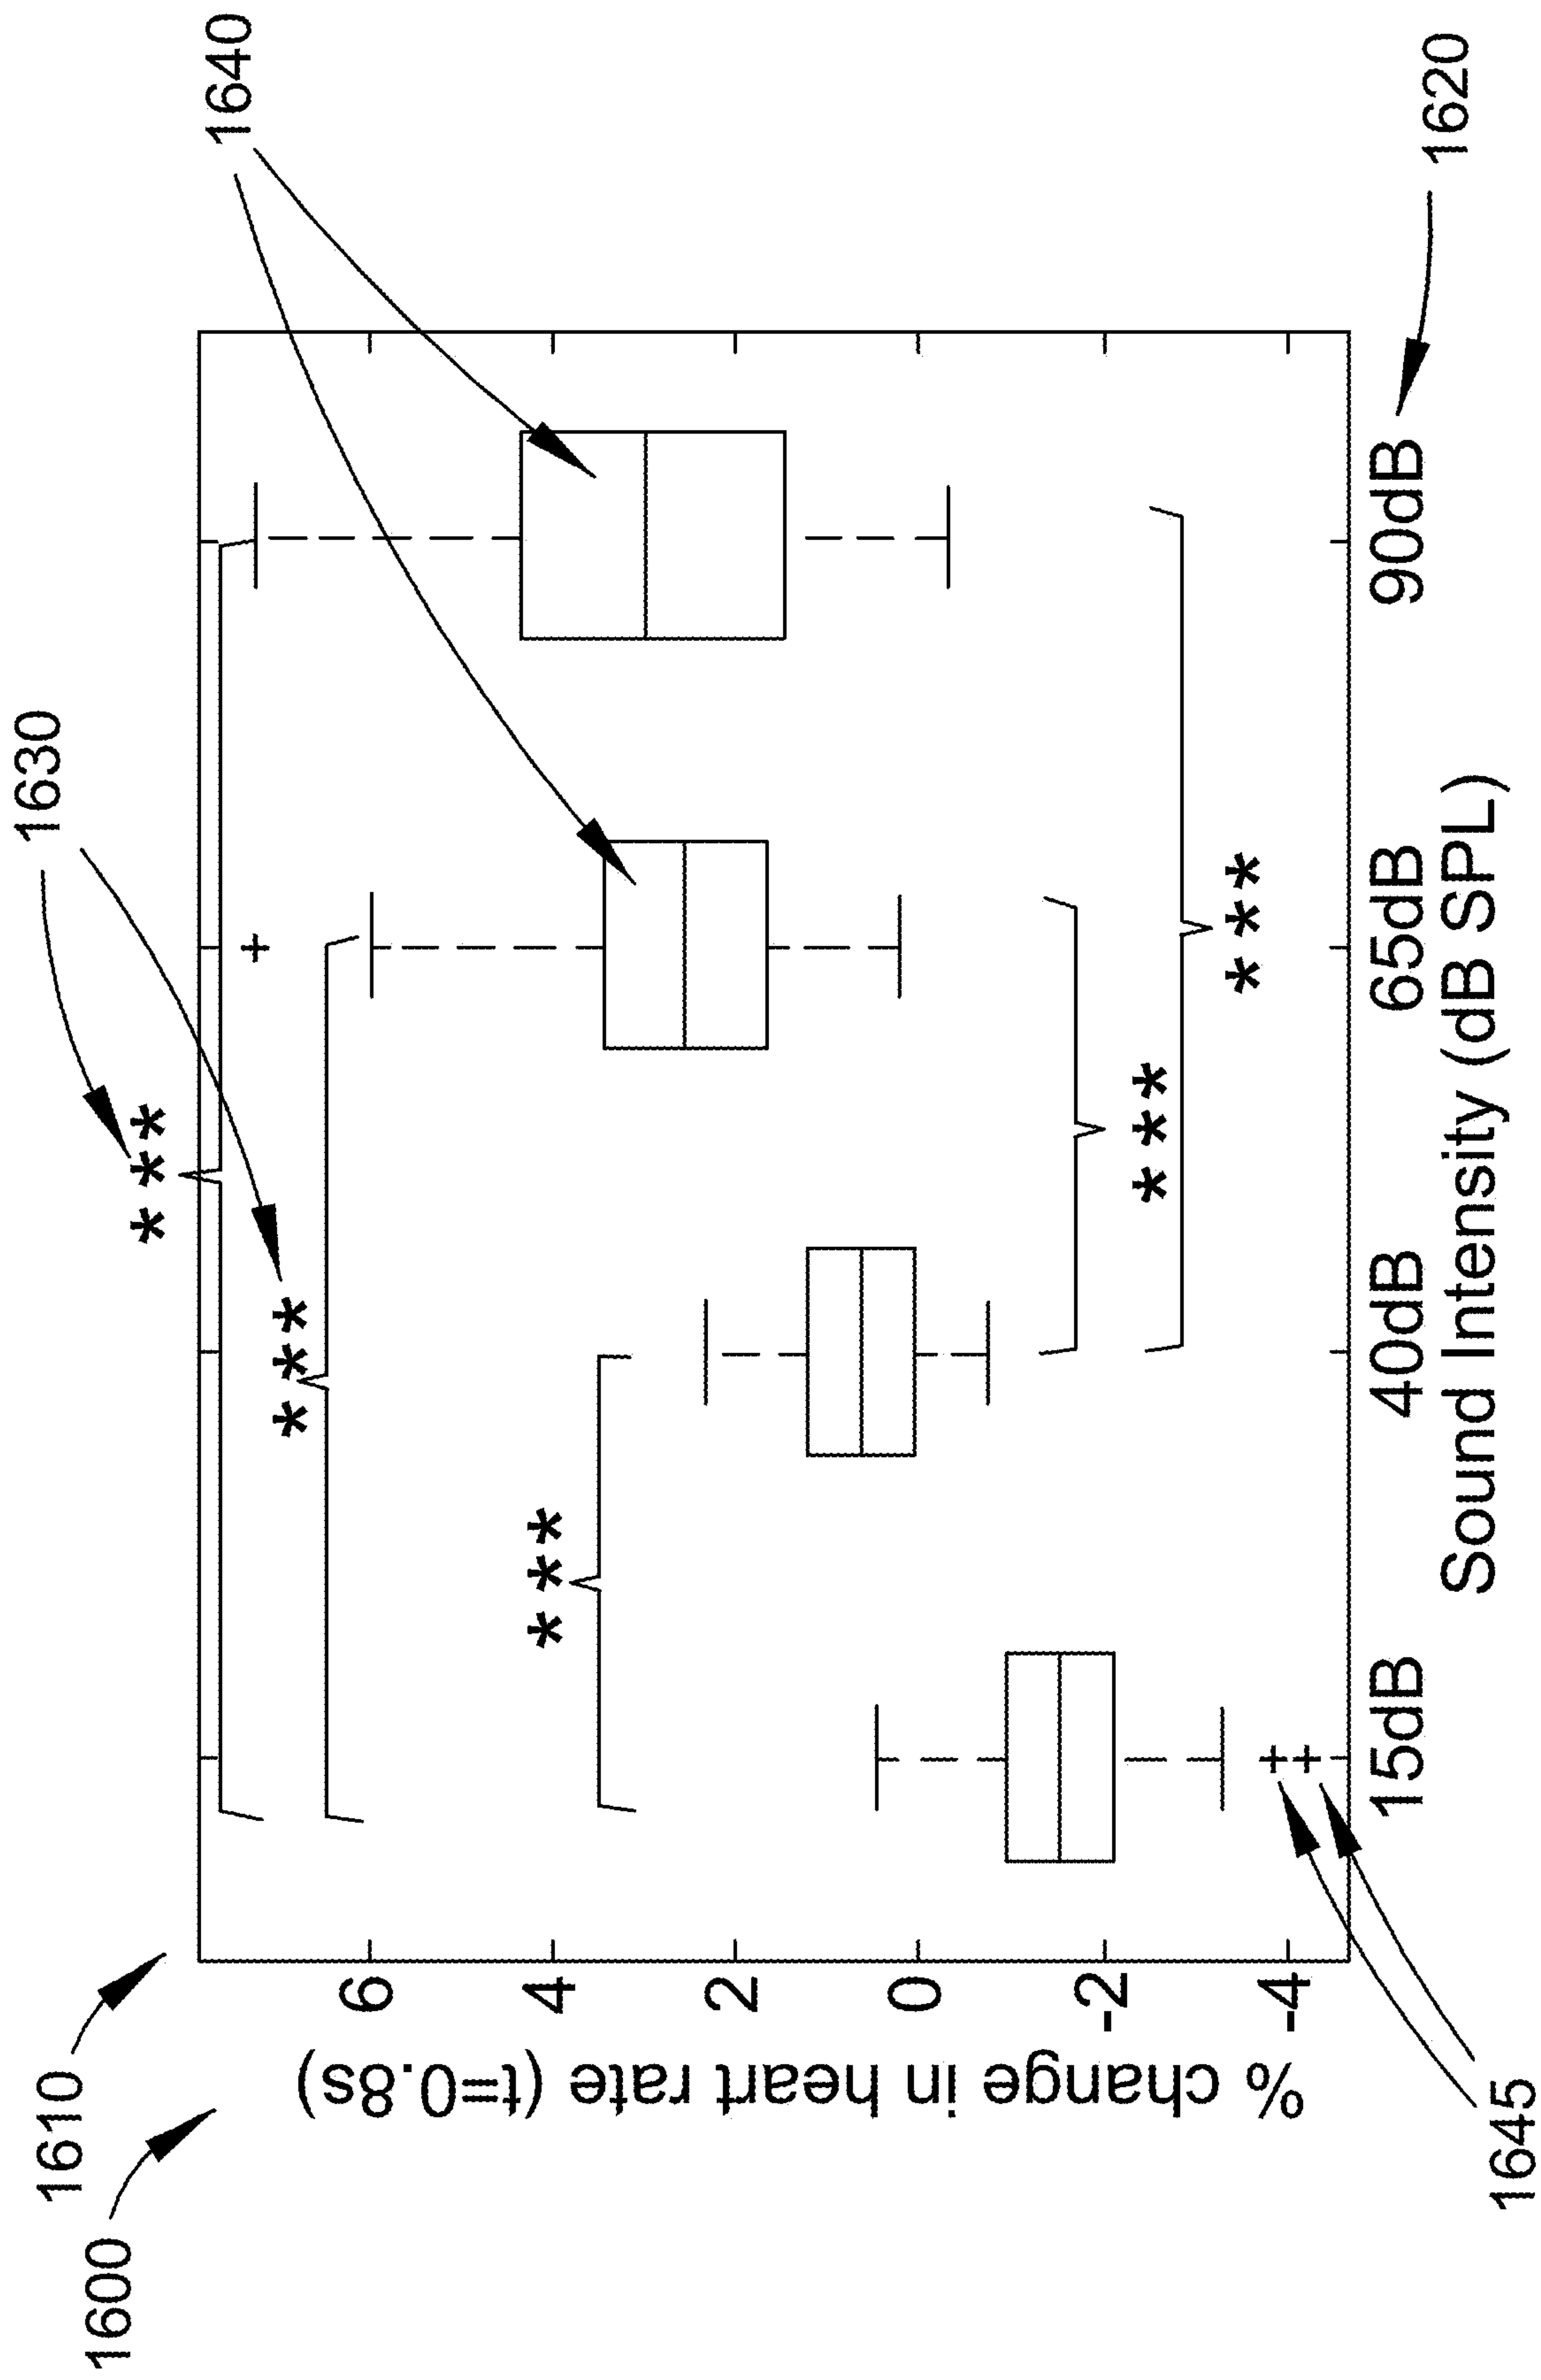 1600
1610
1630
1640
***
***
***
***
***
% change in heart rate (t=0.8s)
6
4
2
0
-2
-4
15dB
40dB
65dB
90dB
Sound Intensity (dB SPL)
1645
1620